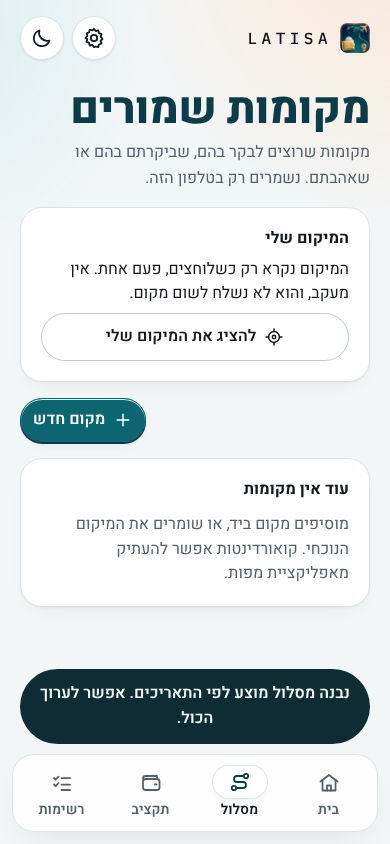 LATISA
מקומות שמורים
מקומות שרוצים לבקר בהם, שביקרתם בהם או
שאהבתם. נשמרים רק בטלפון הזה.
המיקום שלי
המיקום נקרא רק כשלוחצים, פעם אחת. אין
מעקב, והוא לא נשלח לשום מקום.
להציג את המיקום שלי
מקום חדש
עוד אין מקומות
מוסיפים מקום ביד, או שומרים את המיקום
הנוכחי. קואורדינטות אפשר להעתיק
מאפליקציית מפות.
נבנה מסלול מוצע לפי התאריכים. אפשר לערוך
הכול.
בית
מסלול
תקציב
רשימות